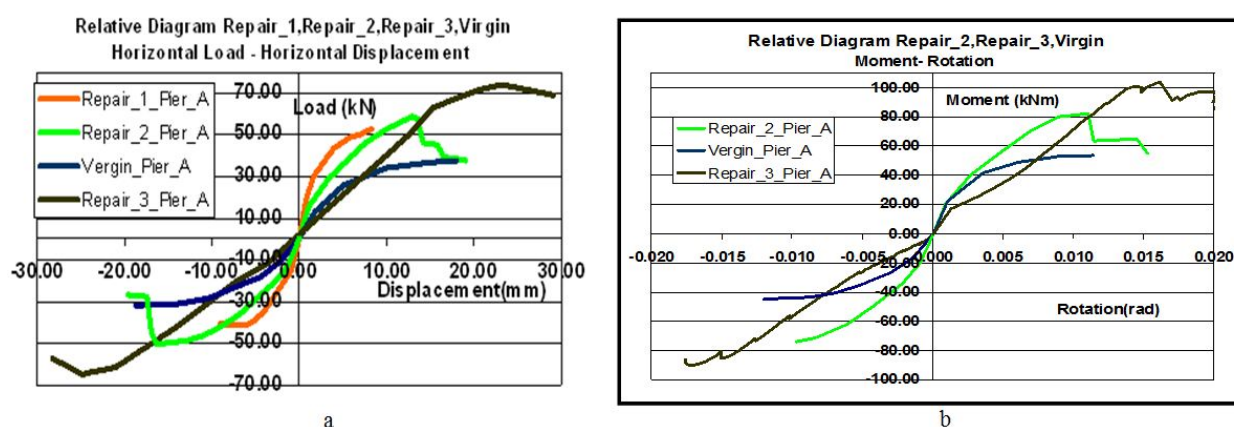 Relative Diagram Repair_1,Repair_2,Repair_3,Virgin
Horizontal Load - Horizontal Displacement
Repair_1_Pier_A
Repair_2_Pier_A
Vergin_Pier_A
Repair_3_Pier_A
Load (kN)
70.00
50.00
30.00
10.00
-10.00
-30.00
-50.00
-70.00
-30.00
-20.00
-10.00
0.00
10.00
20.00
30.00
Displacement(mm)
a
Relative Diagram Repair_2,Repair_3,Virgin
Moment- Rotation
Moment (kNm)
Repair_2_Pier_A
Vergin_Pier_A
Repair_3_Pier_A
100.00
80.00
60.00
40.00
20.00
0.00
-20.00
-40.00
-60.00
-80.00
-100.00
-0.020
-0.015
-0.010
-0.005
0.000
0.005
0.010
0.015
0.020
Rotation(rad)
b